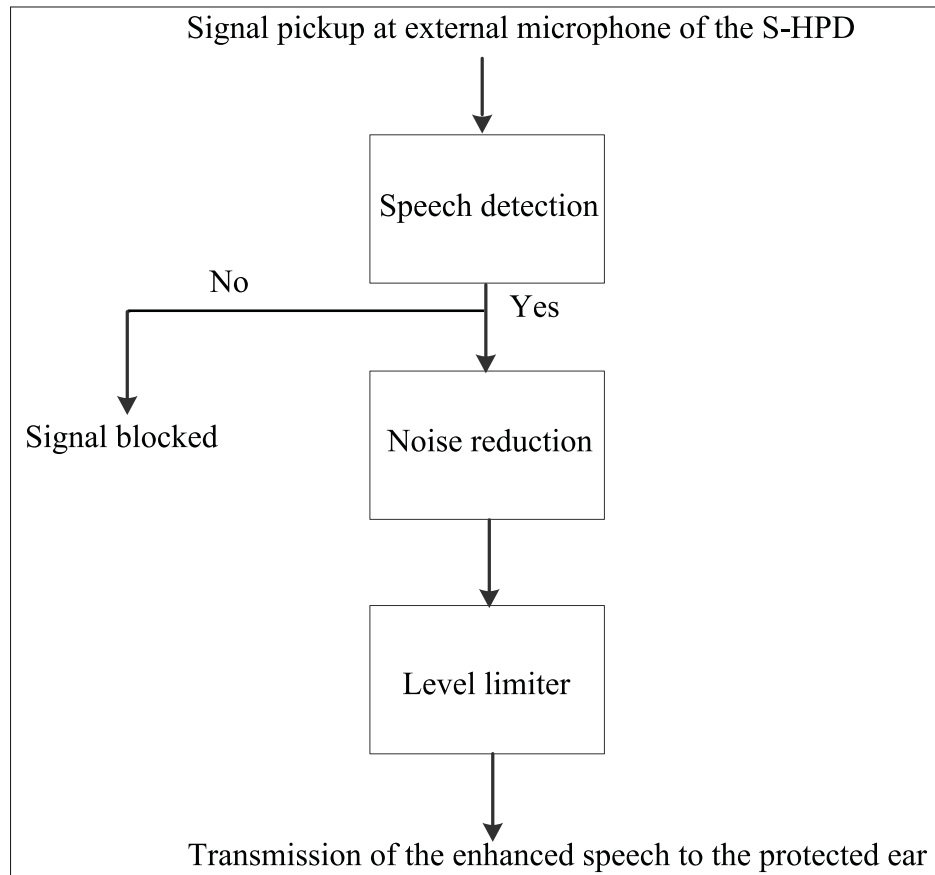 Signal pickup at external microphone of the S-HPD
Speech detection
No
Yes
Signal blocked
Noise reduction
Level limiter
Transmission of the enhanced speech to the protected ear